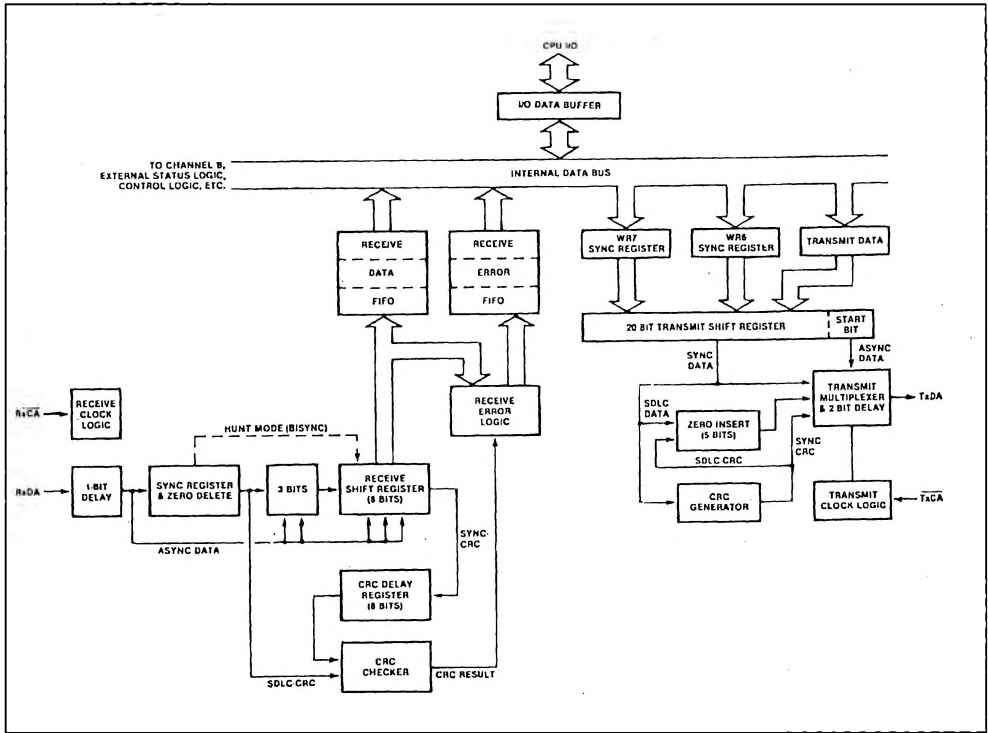 CPU I/O
I/O DATA BUFFER
TO CHANNEL B,
EXTERNAL STATUS LOGIC,
CONTROL LOGIC, ETC.
INTERNAL DATA BUS
RECEIVE
DATA
FIFO
RECEIVE
ERROR
FIFO
WR7
SYNC REGISTER
WR6
SYNC REGISTER
TRANSMIT DATA
20 BIT TRANSMIT SHIFT REGISTER
START
BIT
SYNC
DATA
ASYNC
DATA
RxCA
RECEIVE
CLOCK
LOGIC
RECEIVE
ERROR
LOGIC
SDLC
DATA
ZERO INSERT
(5 BITS)
TRANSMIT
MULTIPLEXER
& 2 BIT DELAY
TxDA
HUNT MODE (BISYNC)
SYNC
CRC
SDLC-CRC
RxDA
1-BIT
DELAY
SYNC REGISTER
& ZERO DELETE
3 BITS
RECEIVE
SHIFT REGISTER
(8 BITS)
CRC
GENERATOR
TRANSMIT
CLOCK LOGIC
TxCA
ASYNC DATA
SYNC-
CRC
CRC DELAY
REGISTER
(8 BITS)
CRC
CHECKER
SDLC-CRC
CRC RESULT